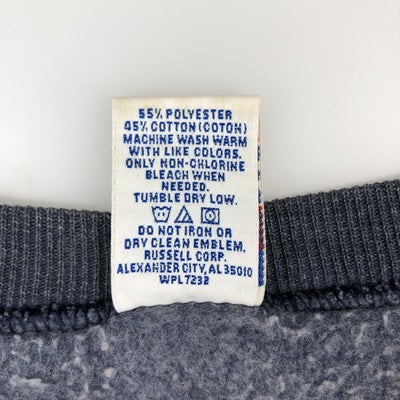 55% POLYESTER
45% COTTON (COTON)
MACHINE WASH WARM
WITH LIKE COLORS.
ONLY NON-CHLORINE
BLEACH WHEN
NEEDED.
TUMBLE DRY LOW.
DO NOT IRON OR
DRY CLEAN EMBLEM.
RUSSELL CORP.
ALEXANDER CITY, AL 35010
WPL 7232